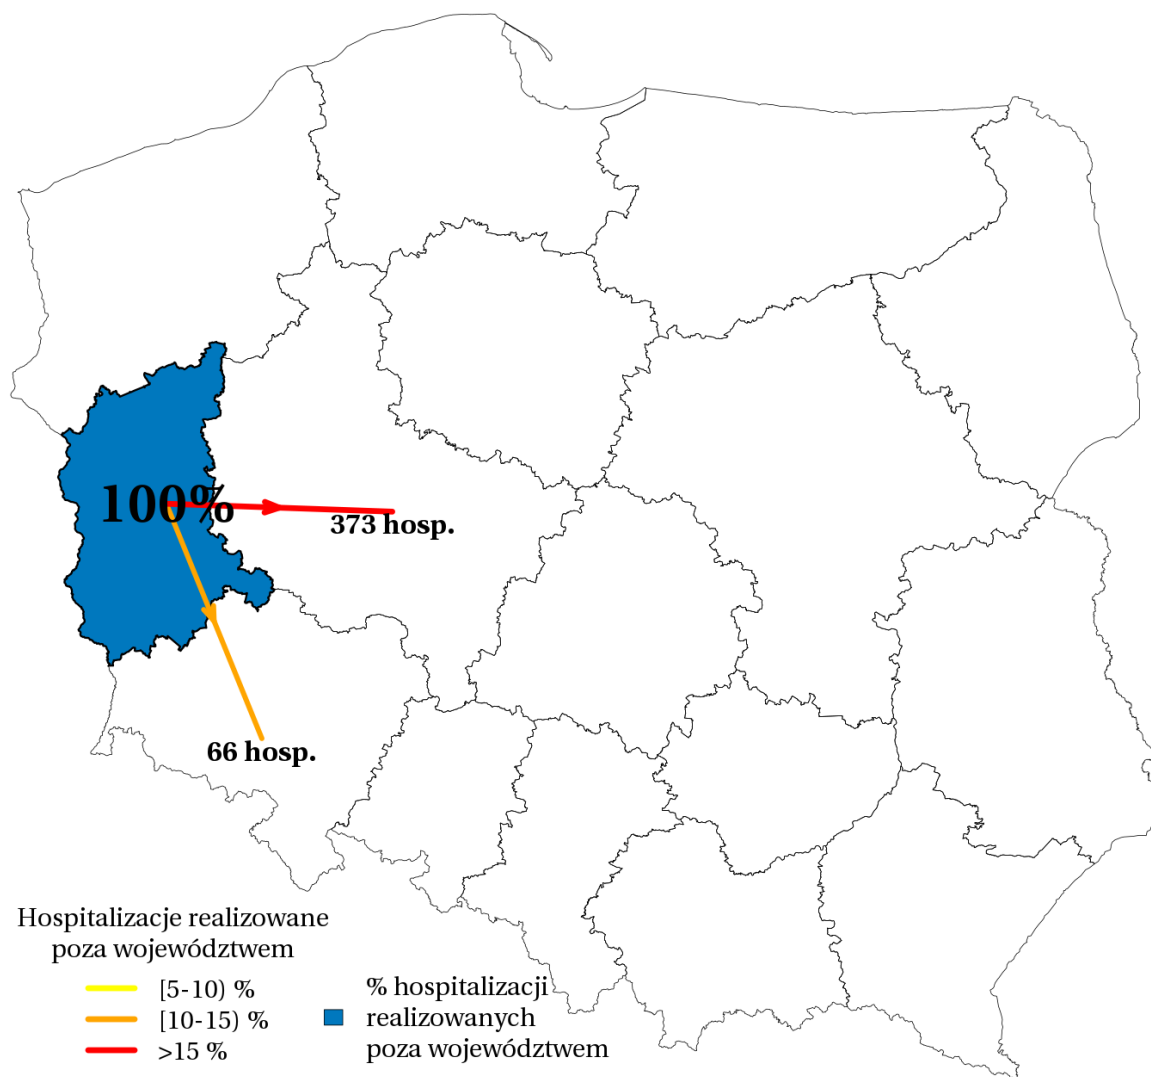 100%
373 hosp.
66 hosp.
Hospitalizacje realizowane
poza województwem
[5-10) %
[10-15) %
>15 %
% hospitalizacji
realizowanych
poza województwem